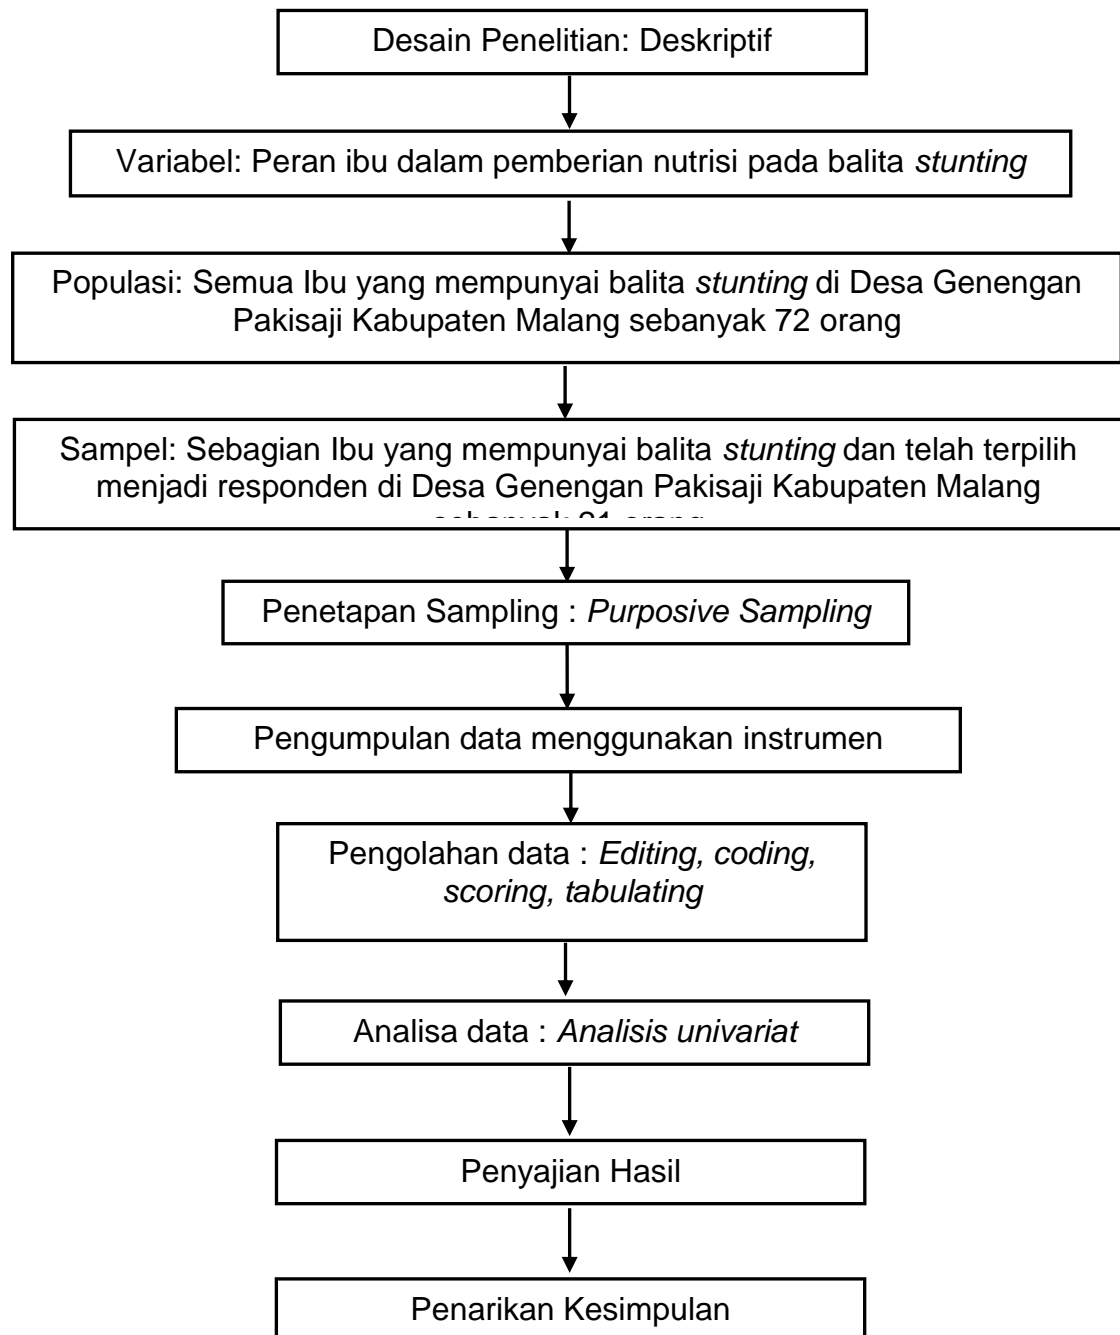 Desain Penelitian: Deskriptif
Variabel: Peran ibu dalam pemberian nutrisi pada balita stunting
Populasi: Semua Ibu yang mempunyai balita stunting di Desa Genengan
Pakisaji Kabupaten Malang sebanyak 72 orang
Sampel: Sebagian Ibu yang mempunyai balita stunting dan telah terpilih
menjadi responden di Desa Genengan Pakisaji Kabupaten Malang
sebanyak orang
Penetapan Sampling : Purposive Sampling
Pengumpulan data menggunakan instrumen
Pengolahan data : Editing, coding,
scoring, tabulating
Analisa data : Analisis univariat
Penyajian Hasil
Penarikan Kesimpulan